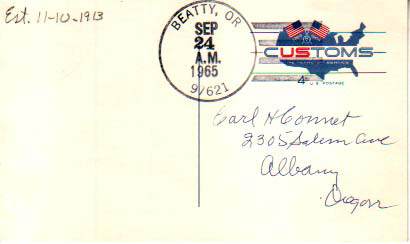 Est. 11-10-1913
BEATTY, OR
SEP
24
A.M.
1965
97621
CUSTOMS
4¢ U.S. POSTAGE
Earl H Connet
2305 Salem Ave
Albany
Oregon